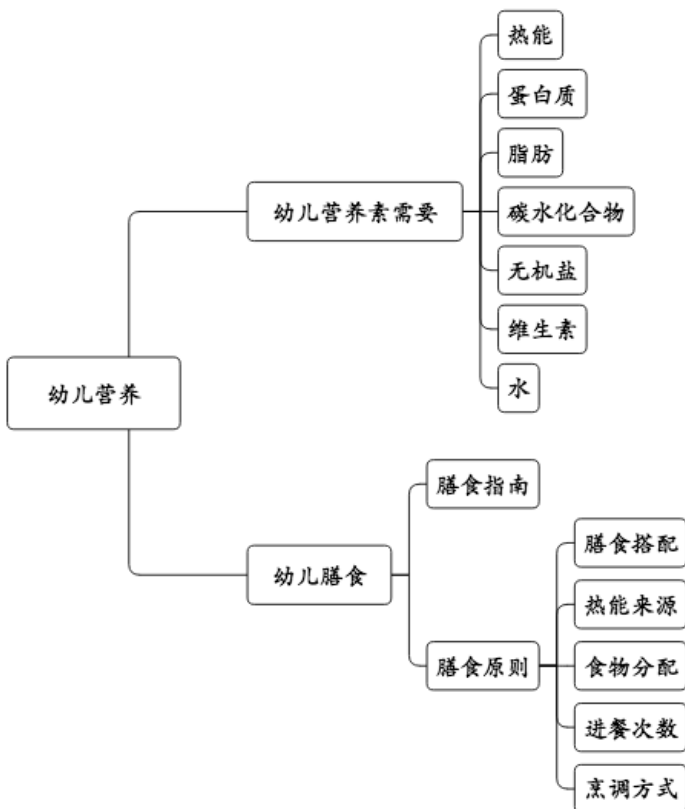 热能
蛋白质
脂肪
幼儿营养素需要
碳水化合物
无机盐
维生素
水
幼儿营养
膳食指南
幼儿膳食
膳食原则
膳食搭配
热能来源
食物分配
进餐次数
烹调方式